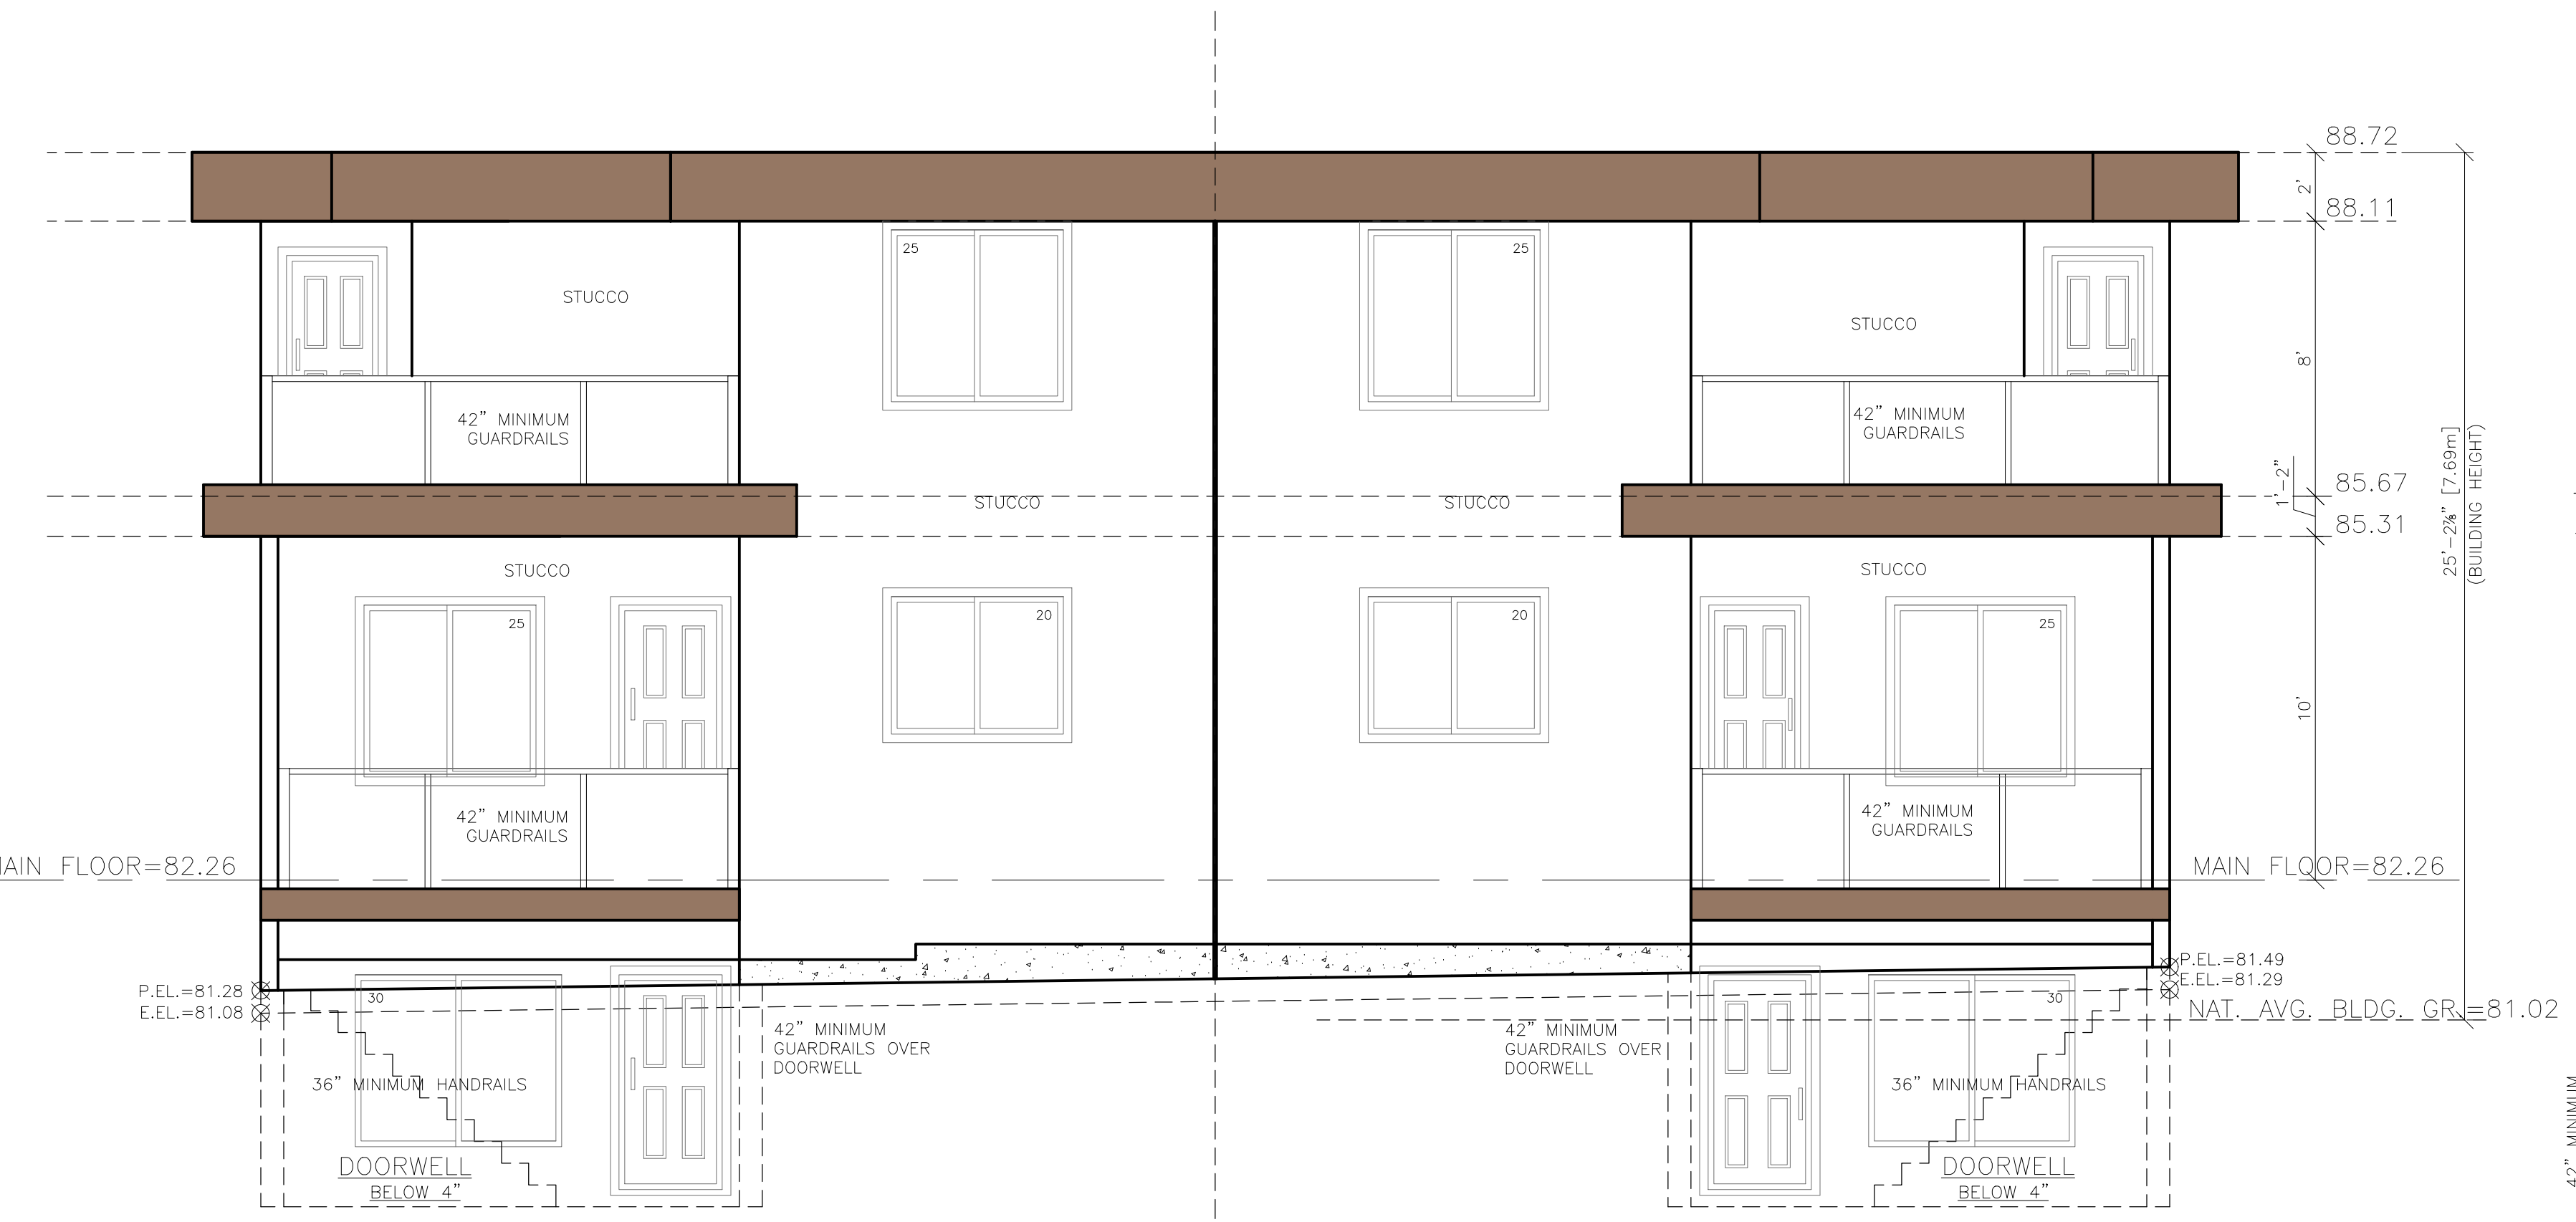 88.72
2'
88.11
25
25
STUCCO
STUCCO
8'
42" MINIMUM
GUARDRAILS
42" MINIMUM
GUARDRAILS
25'-2⅞" [7.69m]
(BUILDING HEIGHT)
1'-2"
85.67
STUCCO
STUCCO
85.31
STUCCO
STUCCO
25
20
20
25
10'
42" MINIMUM
GUARDRAILS
42" MINIMUM
GUARDRAILS
MAIN FLOOR=82.26
MAIN FLOOR=82.26
P.EL.=81.28
E.EL.=81.08
P.EL.=81.49
E.EL.=81.29
30
30
NAT. AVG. BLDG. GR.=81.02
42" MINIMUM
GUARDRAILS OVER
DOORWELL
42" MINIMUM
GUARDRAILS OVER
DOORWELL
36" MINIMUM HANDRAILS
36" MINIMUM HANDRAILS
DOORWELL
BELOW 4"
DOORWELL
BELOW 4"
42" MINIMUM